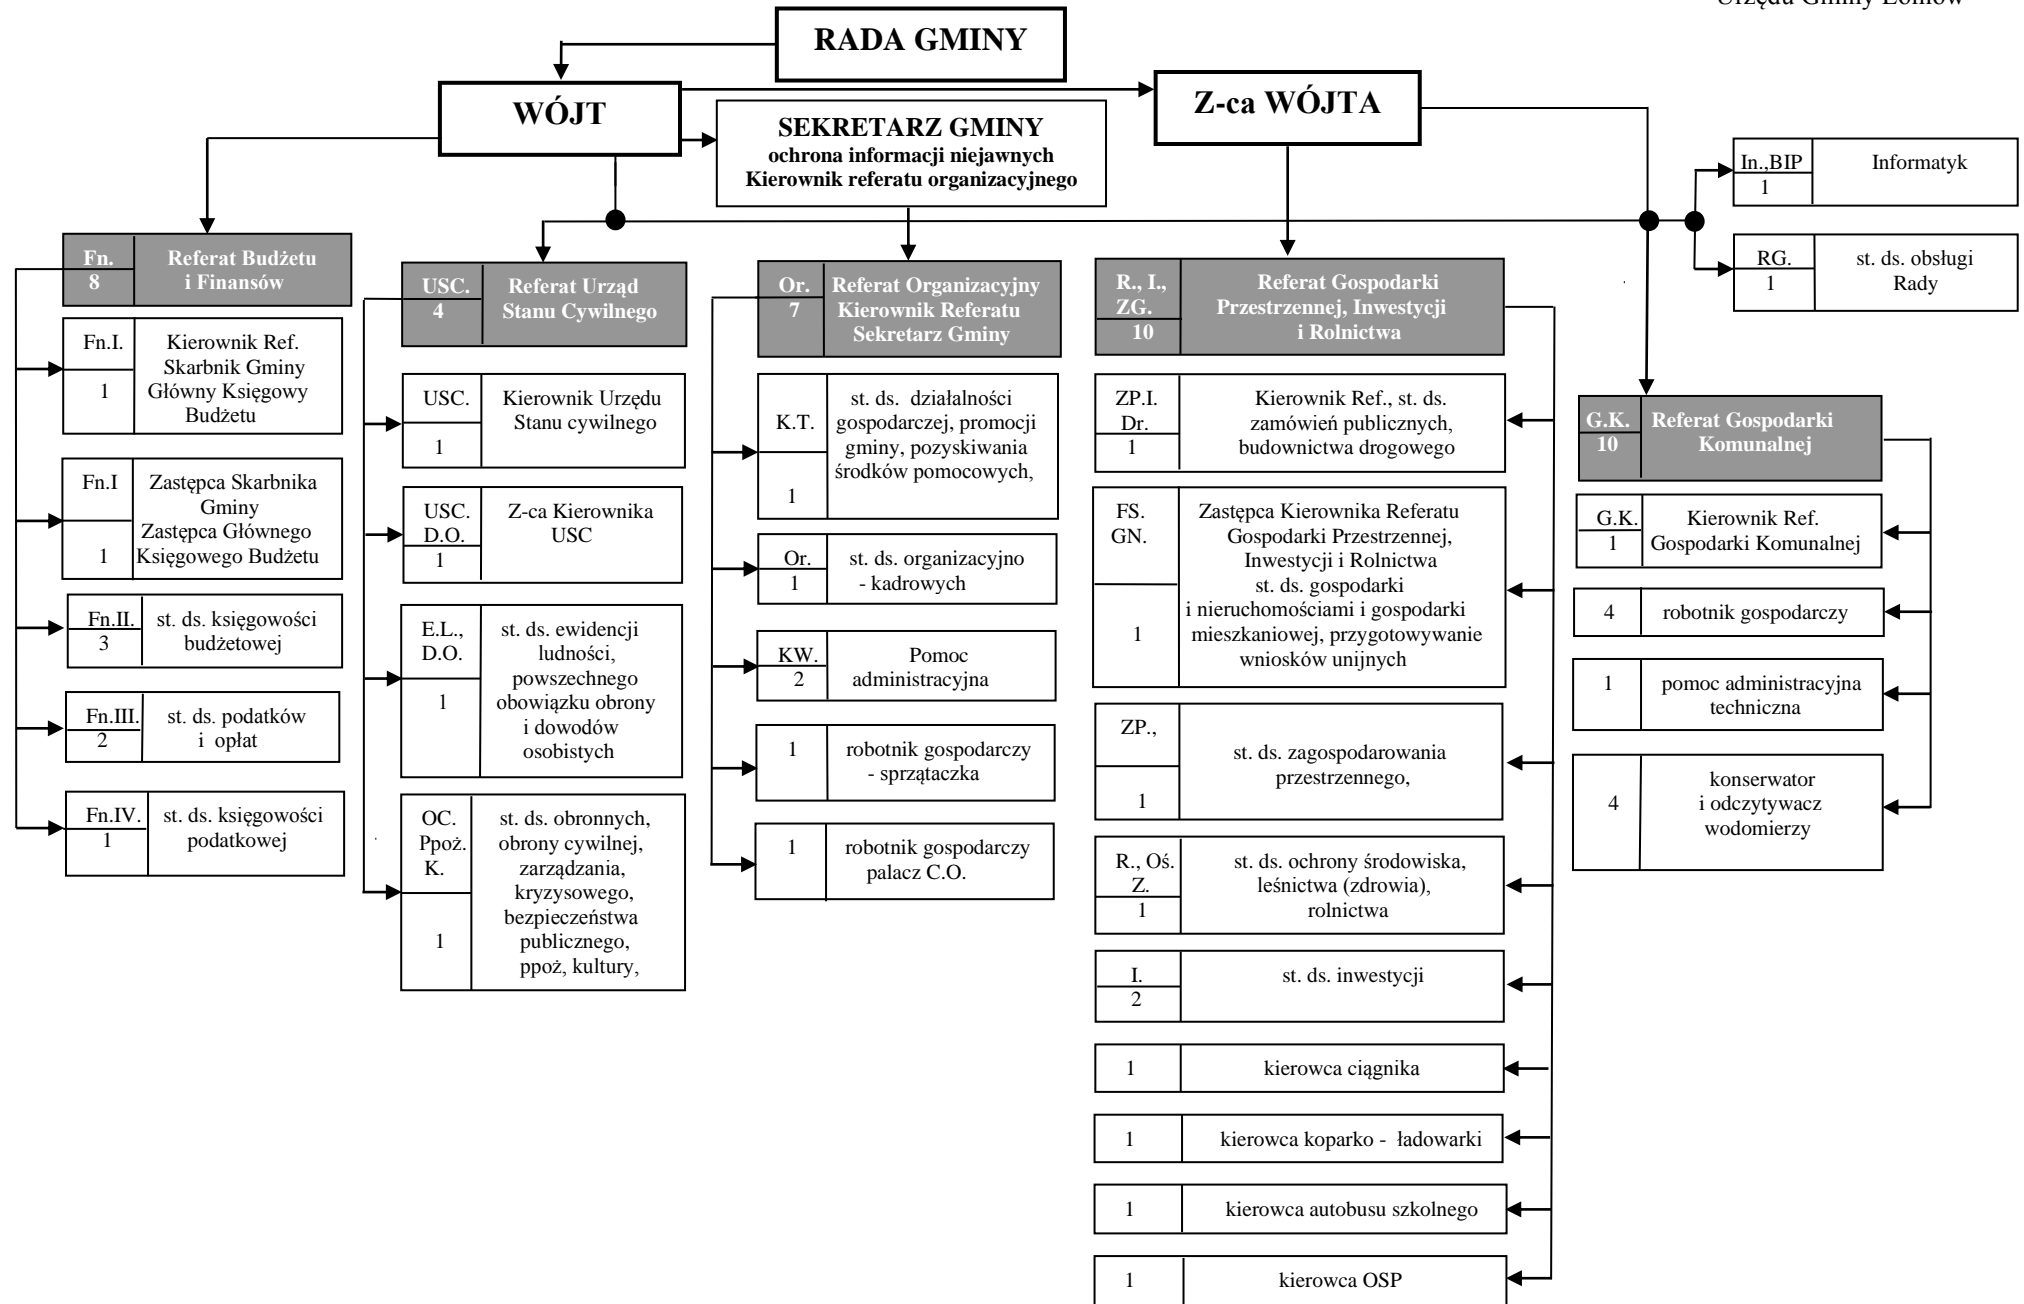 Urzędu Gminy Łoniów
RADA GMINY
WÓJT
Z-ca WÓJTA
SEKRETARZ GMINY
ochrona informacji niejawnych
Kierownik referatu organizacyjnego
In.,BIP
1
Informatyk
RG.
1
st. ds. obsługi
Rady
Fn.
8
Referat Budżetu
i Finansów
Fn.I.
1
Kierownik Ref.
Skarbnik Gminy
Główny Księgowy
Budżetu
Fn.I
1
Zastępca Skarbnika
Gminy
Zastępca Głównego
Księgowego Budżetu
Fn.II.
3
st. ds. księgowości
budżetowej
Fn.III.
2
st. ds. podatków
i opłat
Fn.IV.
1
st. ds. księgowości
podatkowej
USC.
4
Referat Urząd
Stanu Cywilnego
USC.
1
Kierownik Urzędu
Stanu cywilnego
USC.
D.O.
1
Z-ca Kierownika
USC
E.L.,
D.O.
1
st. ds. ewidencji
ludności,
powszechnego
obowiązku obrony
i dowodów
osobistych
OC.
Ppoż.
K.
1
st. ds. obronnych,
obrony cywilnej,
zarządzania,
kryzysowego,
bezpieczeństwa
publicznego,
ppoż, kultury,
Or.
7
Referat Organizacyjny
Kierownik Referatu
Sekretarz Gminy
K.T.
1
st. ds. działalności
gospodarczej, promocji
gminy, pozyskiwania
środków pomocowych,
Or.
1
st. ds. organizacyjno
- kadrowych
KW.
2
Pomoc
administracyjna
1
robotnik gospodarczy
- sprzątaczka
1
robotnik gospodarczy
palacz C.O.
R., I.,
ZG.
10
Referat Gospodarki
Przestrzennej, Inwestycji
i Rolnictwa
ZP.I.
Dr.
1
Kierownik Ref., st. ds.
zamówień publicznych,
budownictwa drogowego
FS.
GN.
1
Zastępca Kierownika Referatu
Gospodarki Przestrzennej,
Inwestycji i Rolnictwa
st. ds. gospodarki
i nieruchomościami i gospodarki
mieszkaniowej, przygotowywanie
wniosków unijnych
ZP.,
1
st. ds. zagospodarowania
przestrzennego,
R., Oś.
Z.
1
st. ds. ochrony środowiska,
leśnictwa (zdrowia),
rolnictwa
I.
2
st. ds. inwestycji
1
kierowca ciągnika
1
kierowca koparko - ładowarki
1
kierowca autobusu szkolnego
1
kierowca OSP
G.K.
10
Referat Gospodarki
Komunalnej
G.K.
1
Kierownik Ref.
Gospodarki Komunalnej
4
robotnik gospodarczy
1
pomoc administracyjna
techniczna
4
konserwator
i odczytywacz
wodomierzy